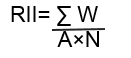 RII= ∑ W
A×N